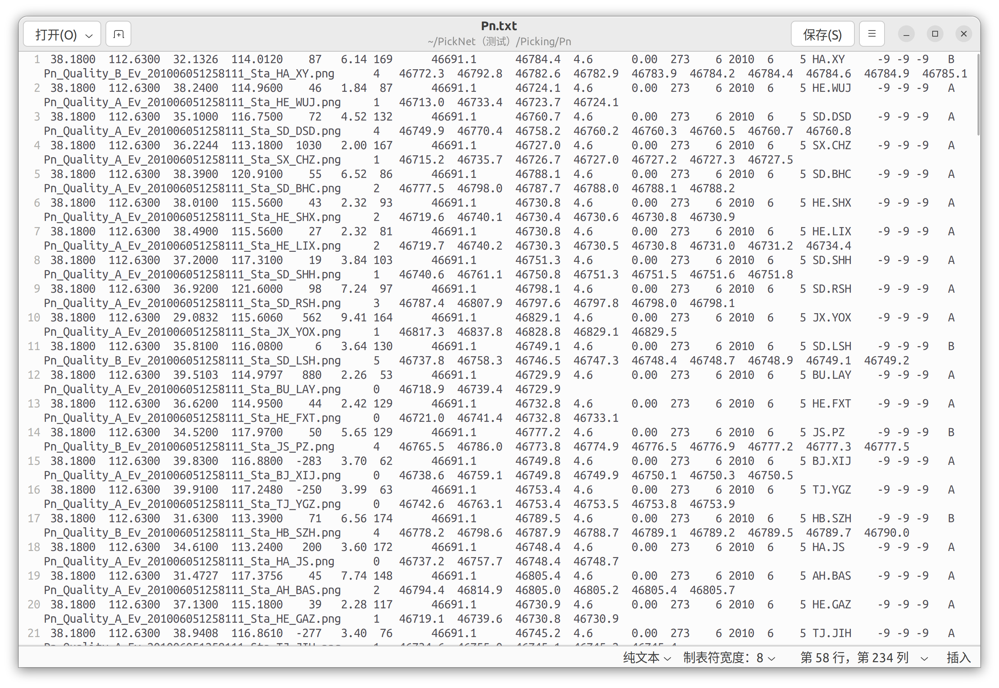 打开(O)
Pn.txt
~/PickNet（测试）/Picking/Pn
保存(S)
1 38.1800 112.6300 32.1326 114.0120 87 6.14 169 46691.1 46784.4 4.6 0.00 273 6 2010 6 5 HA.XY -9 -9 -9 B
Pn_Quality_B_Ev_201006051258111_Sta_HA_XY.png 4 46772.3 46792.8 46782.6 46782.9 46783.9 46784.2 46784.4 46784.6 46784.9 46785.1
2 38.1800 112.6300 38.2400 114.9600 46 1.84 87 46691.1 46724.1 4.6 0.00 273 6 2010 6 5 HE.WUJ -9 -9 -9 A
Pn_Quality_A_Ev_201006051258111_Sta_HE_WUJ.png 1 46713.0 46733.4 46723.7 46724.1
3 38.1800 112.6300 35.1000 116.7500 72 4.52 132 46691.1 46760.7 4.6 0.00 273 6 2010 6 5 SD.DSD -9 -9 -9 A
Pn_Quality_A_Ev_201006051258111_Sta_SD_DSD.png 4 46749.9 46770.4 46758.2 46760.2 46760.3 46760.5 46760.7 46760.8
4 38.1800 112.6300 36.2244 113.1800 1030 2.00 167 46691.1 46727.0 4.6 0.00 273 6 2010 6 5 SX.CHZ -9 -9 -9 A
Pn_Quality_A_Ev_201006051258111_Sta_SX_CHZ.png 1 46715.2 46735.7 46726.7 46727.0 46727.2 46727.3 46727.5
5 38.1800 112.6300 38.3900 120.9100 55 6.52 86 46691.1 46788.1 4.6 0.00 273 6 2010 6 5 SD.BHC -9 -9 -9 A
Pn_Quality_A_Ev_201006051258111_Sta_SD_BHC.png 2 46777.5 46798.0 46787.7 46788.0 46788.1 46788.2
6 38.1800 112.6300 38.0100 115.5600 43 2.32 93 46691.1 46730.8 4.6 0.00 273 6 2010 6 5 HE.SHX -9 -9 -9 A
Pn_Quality_A_Ev_201006051258111_Sta_HE_SHX.png 2 46719.6 46740.1 46730.4 46730.6 46730.8 46730.9
7 38.1800 112.6300 38.4900 115.5600 27 2.32 81 46691.1 46730.8 4.6 0.00 273 6 2010 6 5 HE.LIX -9 -9 -9 A
Pn_Quality_A_Ev_201006051258111_Sta_HE_LIX.png 2 46719.7 46740.2 46730.3 46730.5 46730.8 46731.0 46731.2 46734.4
8 38.1800 112.6300 37.2000 117.3100 19 3.84 103 46691.1 46751.3 4.6 0.00 273 6 2010 6 5 SD.SHH -9 -9 -9 A
Pn_Quality_A_Ev_201006051258111_Sta_SD_SHH.png 1 46740.6 46761.1 46750.8 46751.3 46751.5 46751.6 46751.8
9 38.1800 112.6300 36.9200 121.6000 98 7.24 97 46691.1 46798.1 4.6 0.00 273 6 2010 6 5 SD.RSH -9 -9 -9 A
Pn_Quality_A_Ev_201006051258111_Sta_SD_RSH.png 3 46787.4 46807.9 46797.6 46797.8 46798.0 46798.1
10 38.1800 112.6300 29.0832 115.6060 562 9.41 164 46691.1 46829.1 4.6 0.00 273 6 2010 6 5 JX.YOX -9 -9 -9 A
Pn_Quality_A_Ev_201006051258111_Sta_JX_YOX.png 1 46817.3 46837.8 46828.8 46829.1 46829.5
11 38.1800 112.6300 35.8100 116.0800 6 3.64 130 46691.1 46749.1 4.6 0.00 273 6 2010 6 5 SD.LSH -9 -9 -9 B
Pn_Quality_B_Ev_201006051258111_Sta_SD_LSH.png 5 46737.8 46758.3 46746.5 46747.3 46748.4 46748.7 46748.9 46749.1 46749.2
12 38.1800 112.6300 39.5103 114.9797 880 2.26 53 46691.1 46729.9 4.6 0.00 273 6 2010 6 5 BU.LAY -9 -9 -9 A
Pn_Quality_A_Ev_201006051258111_Sta_BU_LAY.png 0 46718.9 46739.4 46729.9
13 38.1800 112.6300 36.6200 114.9500 44 2.42 129 46691.1 46732.8 4.6 0.00 273 6 2010 6 5 HE.FXT -9 -9 -9 A
Pn_Quality_A_Ev_201006051258111_Sta_HE_FXT.png 0 46721.0 46741.4 46732.8 46733.1
14 38.1800 112.6300 34.5200 117.9700 50 5.65 129 46691.1 46777.2 4.6 0.00 273 6 2010 6 5 JS.PZ -9 -9 -9 B
Pn_Quality_B_Ev_201006051258111_Sta_JS_PZ.png 4 46765.5 46786.0 46773.8 46774.9 46776.5 46776.9 46777.2 46777.3 46777.5
15 38.1800 112.6300 39.8300 116.8800 -283 3.70 62 46691.1 46749.8 4.6 0.00 273 6 2010 6 5 BJ.XIJ -9 -9 -9 A
Pn_Quality_A_Ev_201006051258111_Sta_BJ_XIJ.png 0 46738.6 46759.1 46749.8 46749.9 46750.1 46750.3 46750.5
16 38.1800 112.6300 39.9100 117.2480 -250 3.99 63 46691.1 46753.4 4.6 0.00 273 6 2010 6 5 TJ.YGZ -9 -9 -9 A
Pn_Quality_A_Ev_201006051258111_Sta_TJ_YGZ.png 0 46742.6 46763.1 46753.4 46753.5 46753.8 46753.9
17 38.1800 112.6300 31.6300 113.3900 71 6.56 174 46691.1 46789.5 4.6 0.00 273 6 2010 6 5 HB.SZH -9 -9 -9 B
Pn_Quality_B_Ev_201006051258111_Sta_HB_SZH.png 4 46778.2 46798.6 46787.9 46788.7 46789.1 46789.2 46789.5 46789.7 46790.0
18 38.1800 112.6300 34.6100 113.2400 200 3.60 172 46691.1 46748.4 4.6 0.00 273 6 2010 6 5 HA.JS -9 -9 -9 A
Pn_Quality_A_Ev_201006051258111_Sta_HA_JS.png 0 46737.2 46757.7 46748.4 46748.7
19 38.1800 112.6300 31.4727 117.3756 45 7.74 148 46691.1 46805.4 4.6 0.00 273 6 2010 6 5 AH.BAS -9 -9 -9 A
Pn_Quality_A_Ev_201006051258111_Sta_AH_BAS.png 2 46794.4 46814.9 46805.0 46805.2 46805.4 46805.7
20 38.1800 112.6300 37.1300 115.1800 39 2.28 117 46691.1 46730.9 4.6 0.00 273 6 2010 6 5 HE.GAZ -9 -9 -9 A
Pn_Quality_A_Ev_201006051258111_Sta_HE_GAZ.png 1 46719.1 46739.6 46730.8 46730.9
21 38.1800 112.6300 38.9408 116.8610 -277 3.40 76 46691.1 46745.2 4.6 0.00 273 6 2010 6 5 TJ.JIH -9 -9 -9 A
纯文本 制表符宽度：8 第 58 行，第 234 列 插入